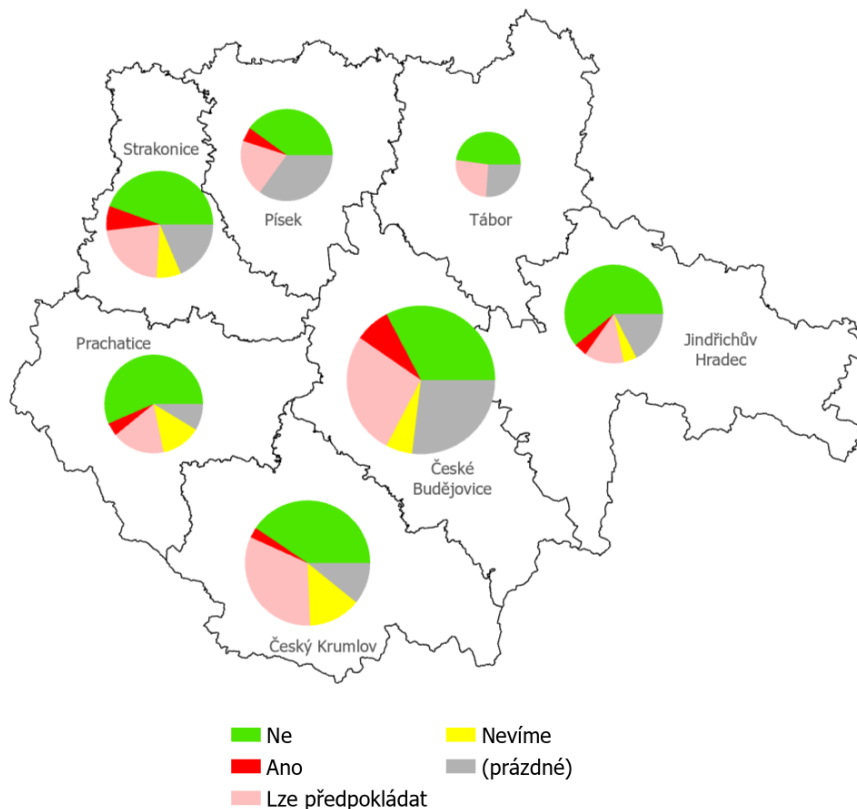 Strakonice
Písek
Tábor
Prachatice
Jindřichův
Hradec
České
Budějovice
Český Krumlov
Ne
Ano
Lze předpokládat
Nevíme
(prázdné)